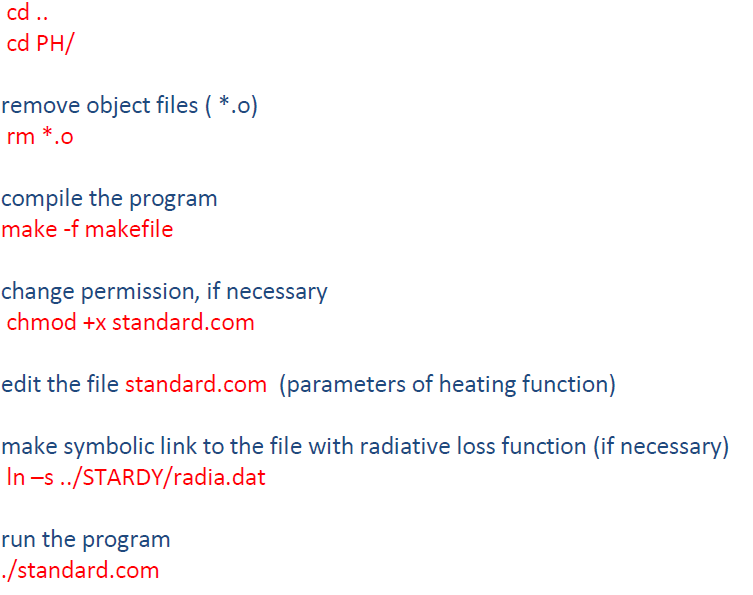 cd ..
cd PH/
remove object files ( *.o)
rm *.o
compile the program
make -f makefile
change permission, if necessary
chmod +x standard.com
edit the file standard.com (parameters of heating function)
make symbolic link to the file with radiative loss function (if necessary)
ln –s ../STARDY/radia.dat
run the program
./standard.com